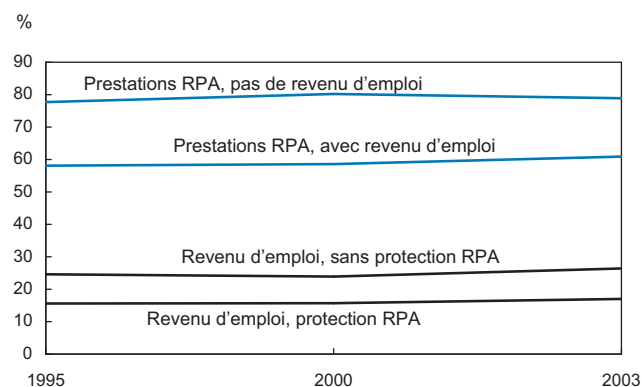 %
90
80
70
60
50
40
30
20
10
0
Prestations RPA, pas de revenu d'emploi
Prestations RPA, avec revenu d'emploi
Revenu d'emploi, sans protection RPA
Revenu d'emploi, protection RPA
1995 2000 2003